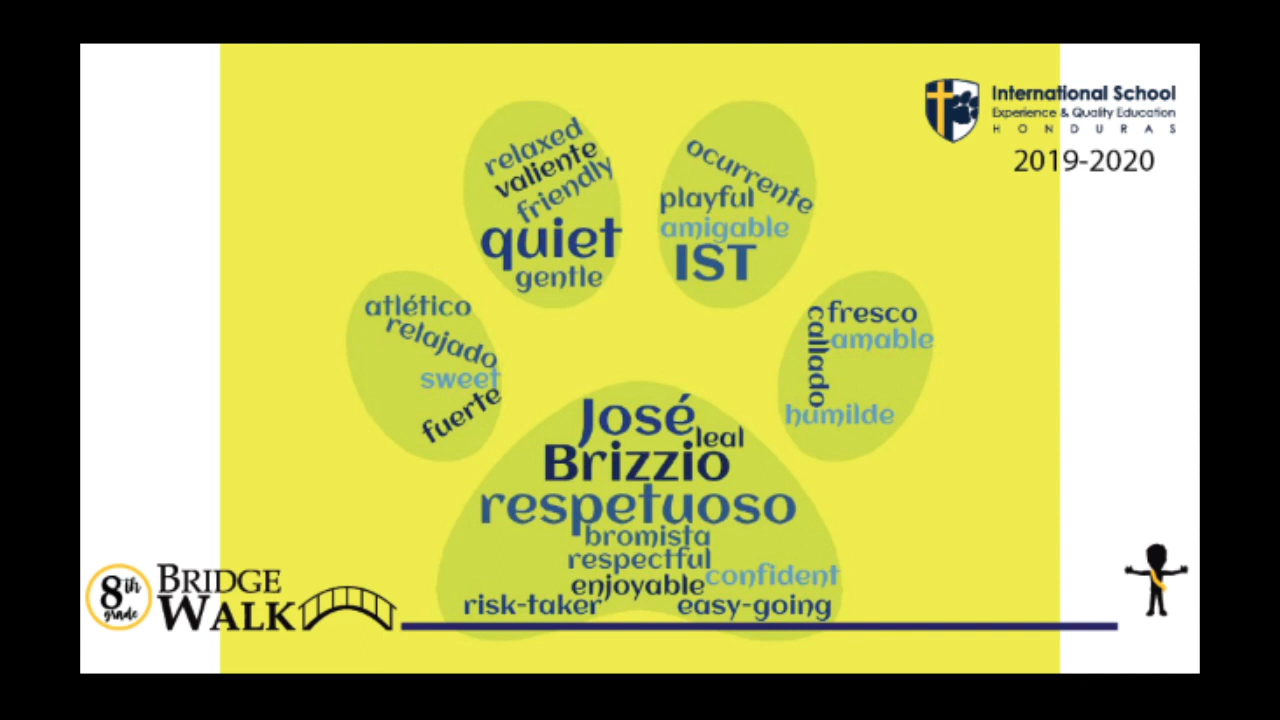 International School
Experience & Quality Education
HONDURAS
2019-2020
relaxed
valiente
friendly
quiet
gentle
ocurrente
playful
amigable
IST
atlético
relajado
sweet
fuerte
fresco
callado
amable
humilde
José
leal
Brizzio
respetuoso
bromista
respectful
enjoyable
confident
risk-taker
easy-going
8th
grade
BRIDGE
WALK